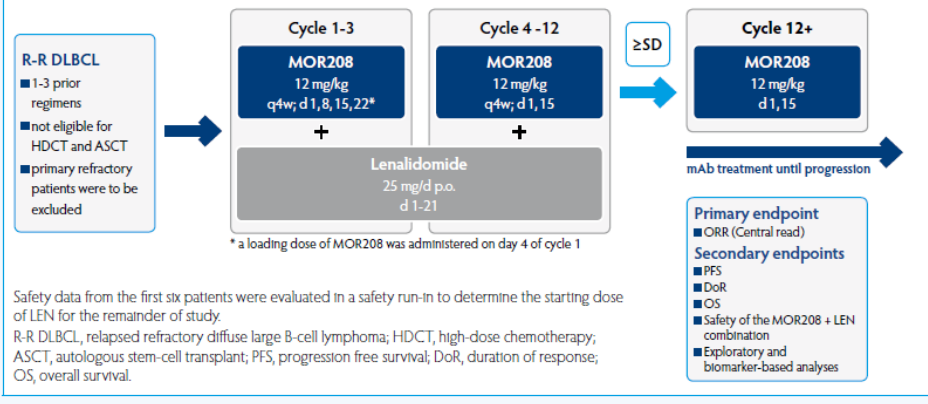 R-R DLBCL
■ 1-3 prior
regimens
■ not eligible for
HDCT and ASCT
■ primary refractory
patients were to be
excluded
Cycle 1-3
MOR208
12 mg/kg
q4w; d 1, 8, 15, 22*
+
Cycle 4 -12
MOR208
12 mg/kg
q4w; d 1, 15
+
Lenalidomide
25 mg/d p.o.
d 1-21
* a loading dose of MOR208 was administered on day 4 of cycle 1
≥SD
Cycle 12+
MOR208
12 mg/kg
d 1, 15
mAb treatment until progression
Primary endpoint
■ ORR (Central read)
Secondary endpoints
■ PFS
■ DoR
■ OS
■ Safety of the MOR208 + LEN
combination
■ Exploratory and
biomarker-based analyses
Safety data from the first six patients were evaluated in a safety run-in to determine the starting dose
of LEN for the remainder of study.
R-R DLBCL, relapsed refractory diffuse large B-cell lymphoma; HDCT, high-dose chemotherapy;
ASCT, autologous stem-cell transplant; PFS, progression free survival; DoR, duration of response;
OS, overall survival.